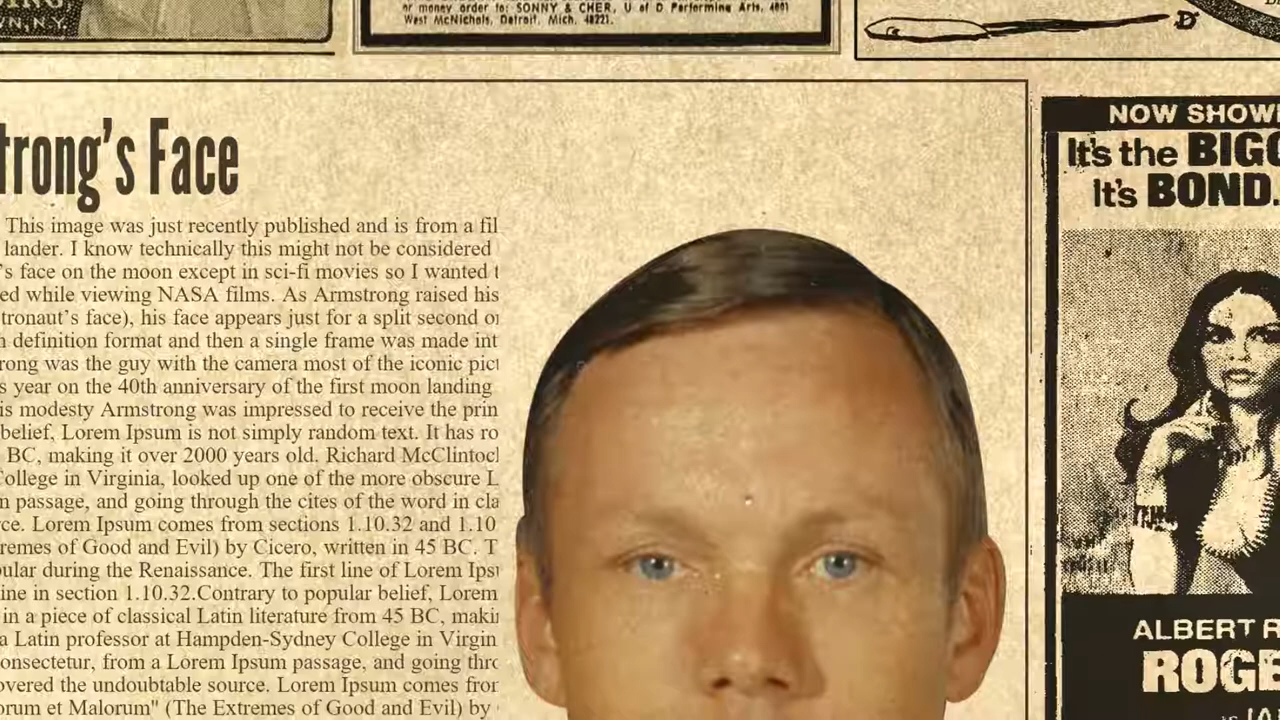 or money order to: SONNY & CHER, U of D Performing Arts, 4001
West McNichols, Detroit, Mich. 48221.
D
trong's Face
This image was just recently published and is from a fil
lander. I know technically this might not be considered
's face on the moon except in sci-fi movies so I wanted t
ed while viewing NASA films. As Armstrong raised his
tronaut's face), his face appears just for a split second o
definition format and then a single frame was made int
rong was the guy with the camera most of the iconic pict
s year on the 40th anniversary of the first moon landing
is modesty Armstrong was impressed to receive the prin
belief, Lorem Ipsum is not simply random text. It has ro
BC, making it over 2000 years old. Richard McClintoc
College in Virginia, looked up one of the more obscure L
m passage, and going through the cites of the word in cla
rce. Lorem Ipsum comes from sections 1.10.32 and 1.10
remes of Good and Evil) by Cicero, written in 45 BC. T
pular during the Renaissance. The first line of Lorem Ips
ine in section 1.10.32.Contrary to popular belief, Lorem
in a piece of classical Latin literature from 45 BC, maki
a Latin professor at Hampden-Sydney College in Virgin
onsectetur, from a Lorem Ipsum passage, and going thro
overed the undoubtable source. Lorem Ipsum comes fror
orum et Malorum" (The Extremes of Good and Evil) by
NOW SHOWI
It's the BIGG
It's BOND.
ALBERT R
ROGE